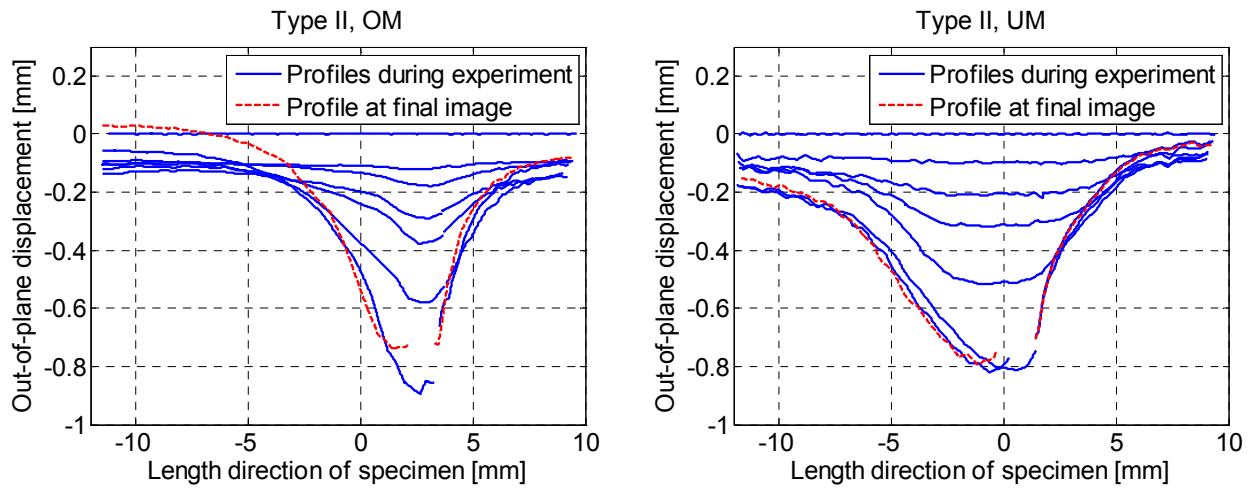 Type II, OM
0.2
0
-0.2
-0.4
-0.6
-0.8
-1
Out-of-plane displacement [mm]
Profiles during experiment
Profile at final image
-10
-5
0
5
10
Length direction of specimen [mm]
Type II, UM
0.2
0
-0.2
-0.4
-0.6
-0.8
-1
Out-of-plane displacement [mm]
Profiles during experiment
Profile at final image
-10
-5
0
5
10
Length direction of specimen [mm]